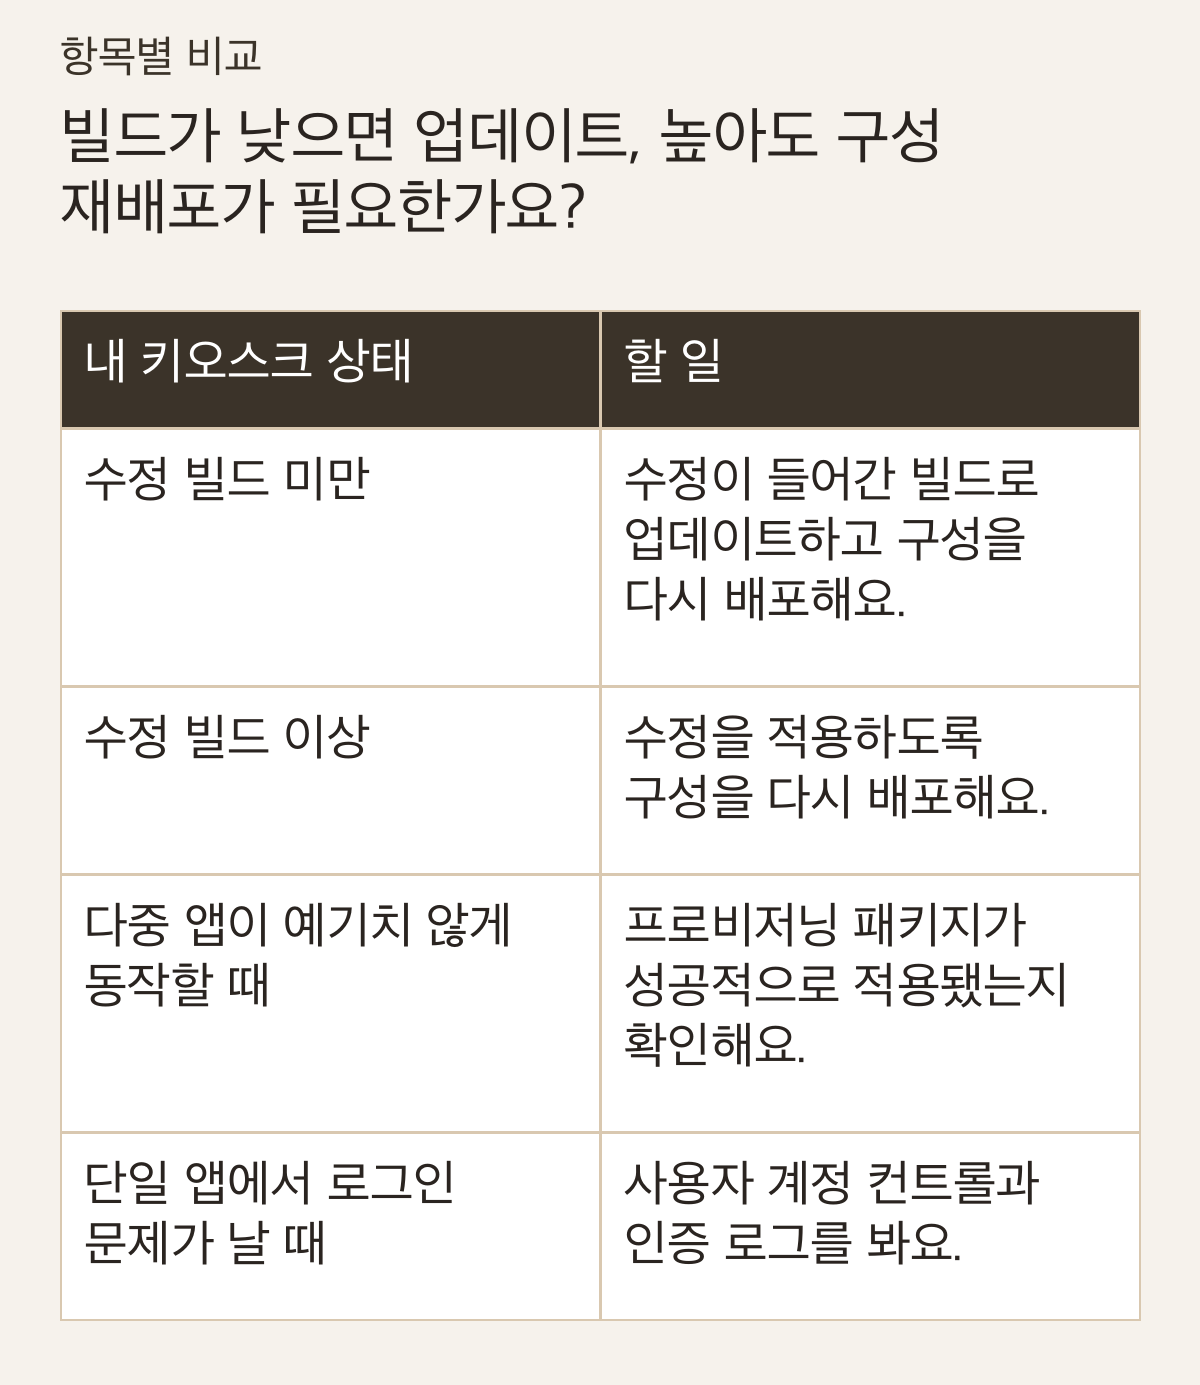 항목별 비교
빌드가 낮으면 업데이트, 높아도 구성
재배포가 필요한가요?
내 키오스크 상태
할 일
수정 빌드 미만
수정이 들어간 빌드로
업데이트하고 구성을
다시 배포해요.
수정 빌드 이상
수정을 적용하도록
구성을 다시 배포해요.
다중 앱이 예기치 않게
동작할 때
프로비저닝 패키지가
성공적으로 적용됐는지
확인해요.
단일 앱에서 로그인
문제가 날 때
사용자 계정 컨트롤과
인증 로그를 봐요.